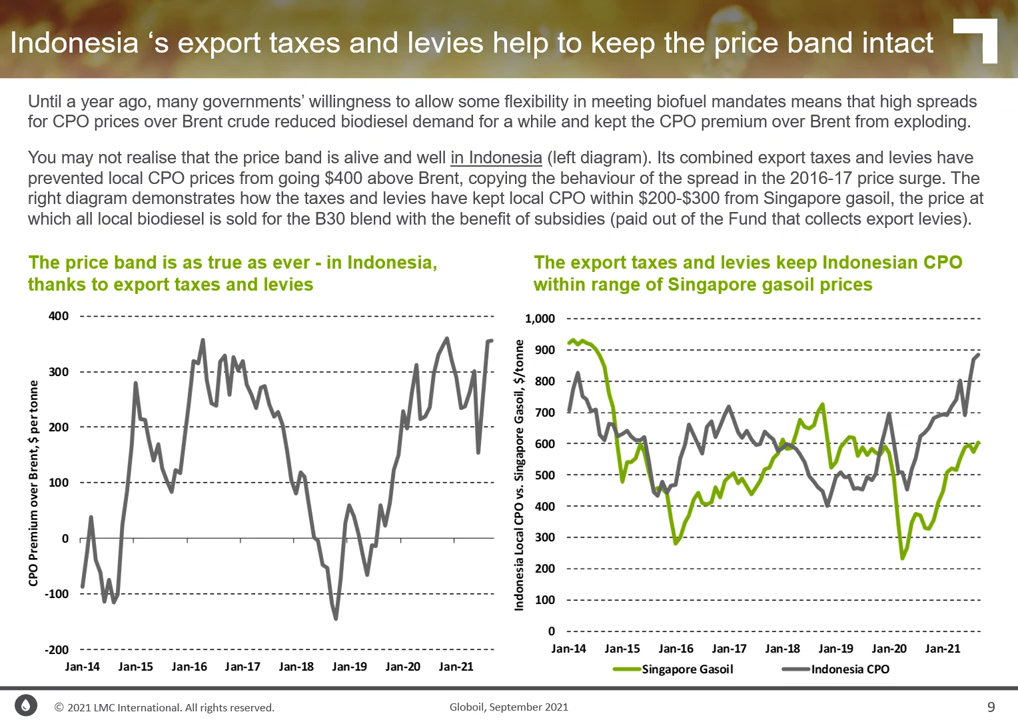 Indonesia ‘s export taxes and levies help to keep the price band intact
Until a year ago, many governments’ willingness to allow some flexibility in meeting biofuel mandates means that high spreads
for CPO prices over Brent crude reduced biodiesel demand for a while and kept the CPO premium over Brent from exploding.
You may not realise that the price band is alive and well in Indonesia (left diagram). Its combined export taxes and levies have
prevented local CPO prices from going $400 above Brent, copying the behaviour of the spread in the 2016-17 price surge. The
right diagram demonstrates how the taxes and levies have kept local CPO within $200-$300 from Singapore gasoil, the price at
which all local biodiesel is sold for the B30 blend with the benefit of subsidies (paid out of the Fund that collects export levies).
The price band is as true as ever - in Indonesia,
thanks to export taxes and levies
CPO Premium over Brent, $ per tonne
400
300
200
100
0
-100
-200
Jan-14 Jan-15 Jan-16 Jan-17 Jan-18 Jan-19 Jan-20 Jan-21
The export taxes and levies keep Indonesian CPO
within range of Singapore gasoil prices
Indonesia Local CPO vs. Singapore Gasoil, $/tonne
1,000
900
800
700
600
500
400
300
200
100
0
Jan-14 Jan-15 Jan-16 Jan-17 Jan-18 Jan-19 Jan-20 Jan-21
Singapore Gasoil Indonesia CPO
© 2021 LMC International. All rights reserved. Globoil, September 2021 9